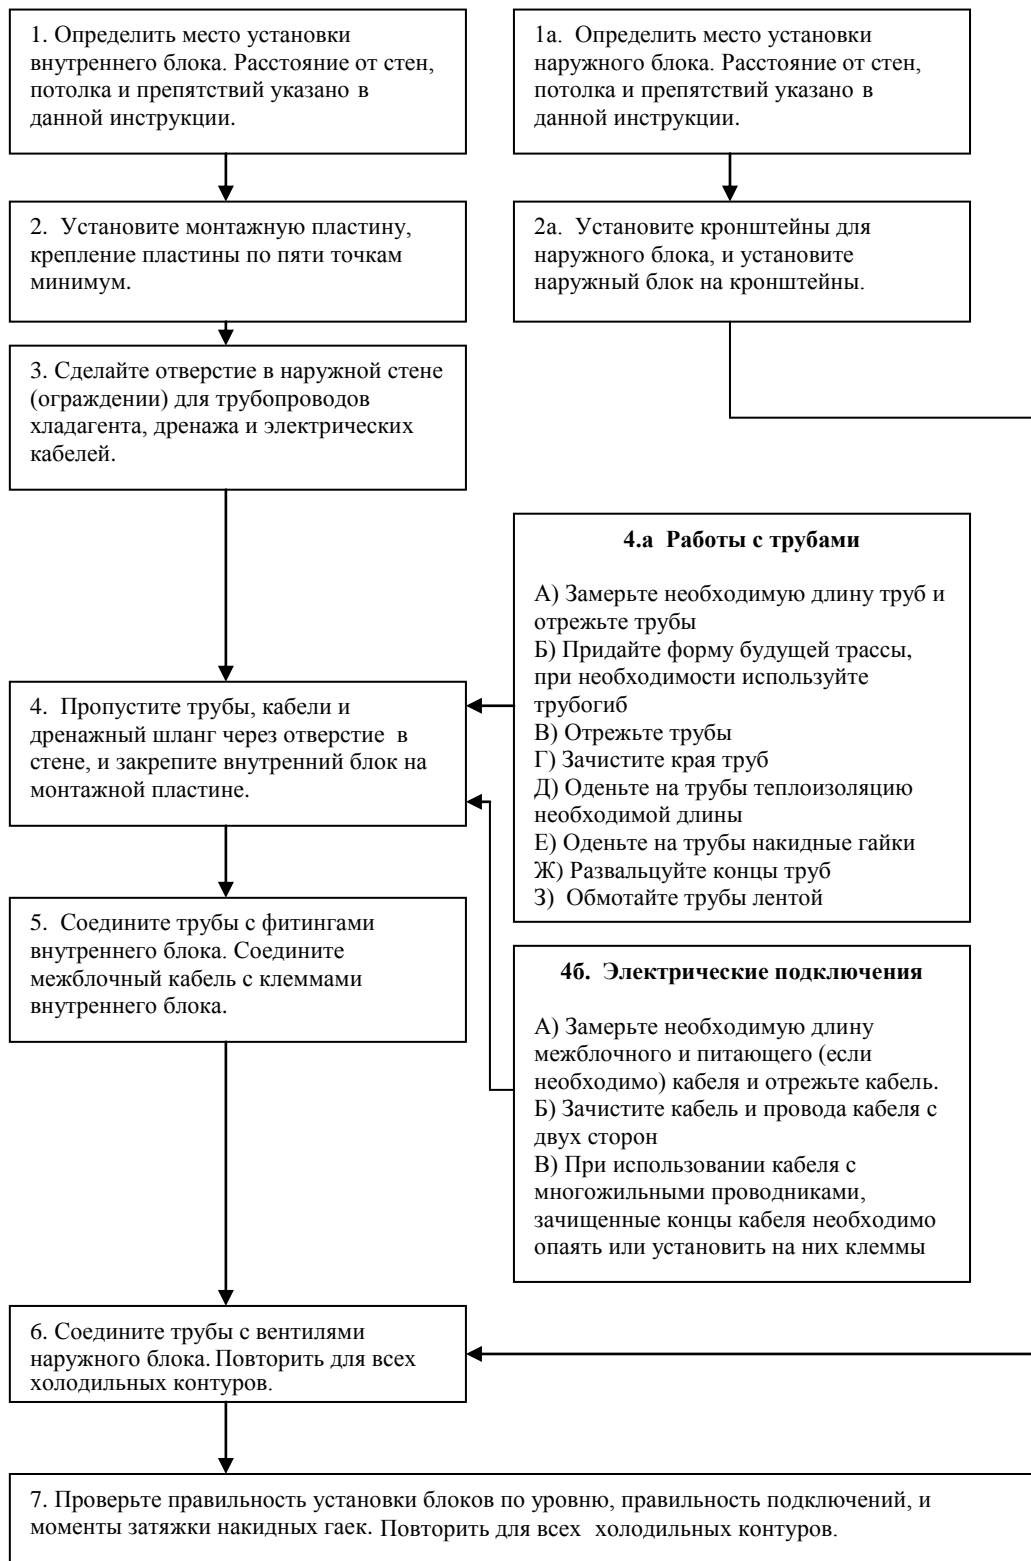 1. Определить место установки
внутреннего блока. Расстояние от стен,
потолка и препятствий указано в
данной инструкции.
1а. Определить место установки
наружного блока. Расстояние от стен,
потолка и препятствий указано в
данной инструкции.
2. Установите монтажную пластину,
крепление пластины по пяти точкам
минимум.
2а. Установите кронштейны для
наружного блока, и установите
наружный блок на кронштейны.
3. Сделайте отверстие в наружной стене
(ограждении) для трубопроводов
хладагента, дренажа и электрических
кабелей.
4.а Работы с трубами
А) Замерьте необходимую длину труб и
отрежьте трубы
Б) Придайте форму будущей трассы,
при необходимости используйте
трубогиб
В) Отрежьте трубы
Г) Зачистите края труб
Д) Оденьте на трубы теплоизоляцию
необходимой длины
Е) Оденьте на трубы накидные гайки
Ж) Развальцуйте концы труб
З) Обмотайте трубы лентой
4. Пропустите трубы, кабели и
дренажный шланг через отверстие в
стене, и закрепите внутренний блок на
монтажной пластине.
5. Соедините трубы с фитингами
внутреннего блока. Соедините
межблочный кабель с клеммами
внутреннего блока.
4б. Электрические подключения
А) Замерьте необходимую длину
межблочного и питающего (если
необходимо) кабеля и отрежьте кабель.
Б) Зачистите кабель и провода кабеля с
двух сторон
В) При использовании кабеля с
многожильными проводниками,
зачищенные концы кабеля необходимо
опаять или установить на них клеммы
6. Соедините трубы с вентилями
наружного блока. Повторить для всех
холодильных контуров.
7. Проверьте правильность установки блоков по уровню, правильность подключений, и
моменты затяжки накидных гаек. Повторить для всех холодильных контуров.